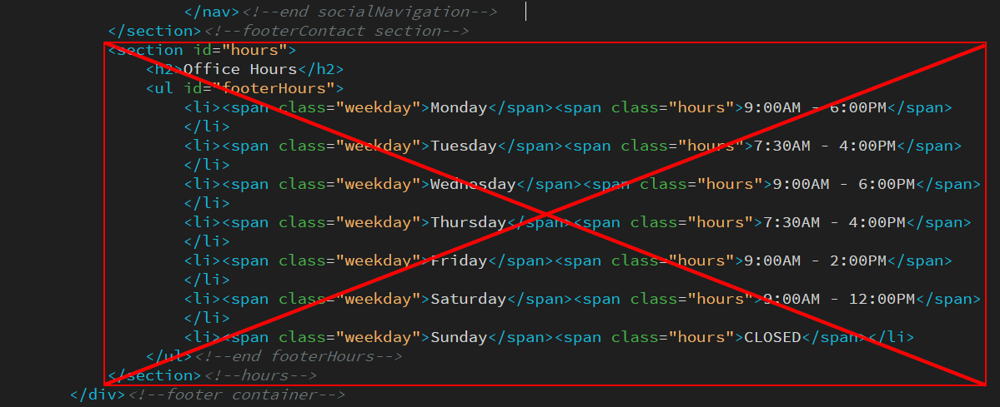 </nav><!--end socialNavigation-->
</section><!--footerContact section-->
<section id="hours">
<h2>Office Hours</h2>
<ul id="footerHours">
<li><span class="weekday">Monday</span><span class="hours">9:00AM - 6:00PM</span>
</li>
<li><span class="weekday">Tuesday</span><span class="hours">7:30AM - 4:00PM</span>
</li>
<li><span class="weekday">Wednesday</span><span class="hours">9:00AM - 6:00PM</span>
</li>
<li><span class="weekday">Thursday</span><span class="hours">7:30AM - 4:00PM</span>
</li>
<li><span class="weekday">Friday</span><span class="hours">9:00AM - 2:00PM</span>
</li>
<li><span class="weekday">Saturday</span><span class="hours">9:00AM - 12:00PM</span>
</li>
<li><span class="weekday">Sunday</span><span class="hours">CLOSED</span></li>
</ul><!--end footerHours-->
</section><!--hours-->
</div><!--footer container-->